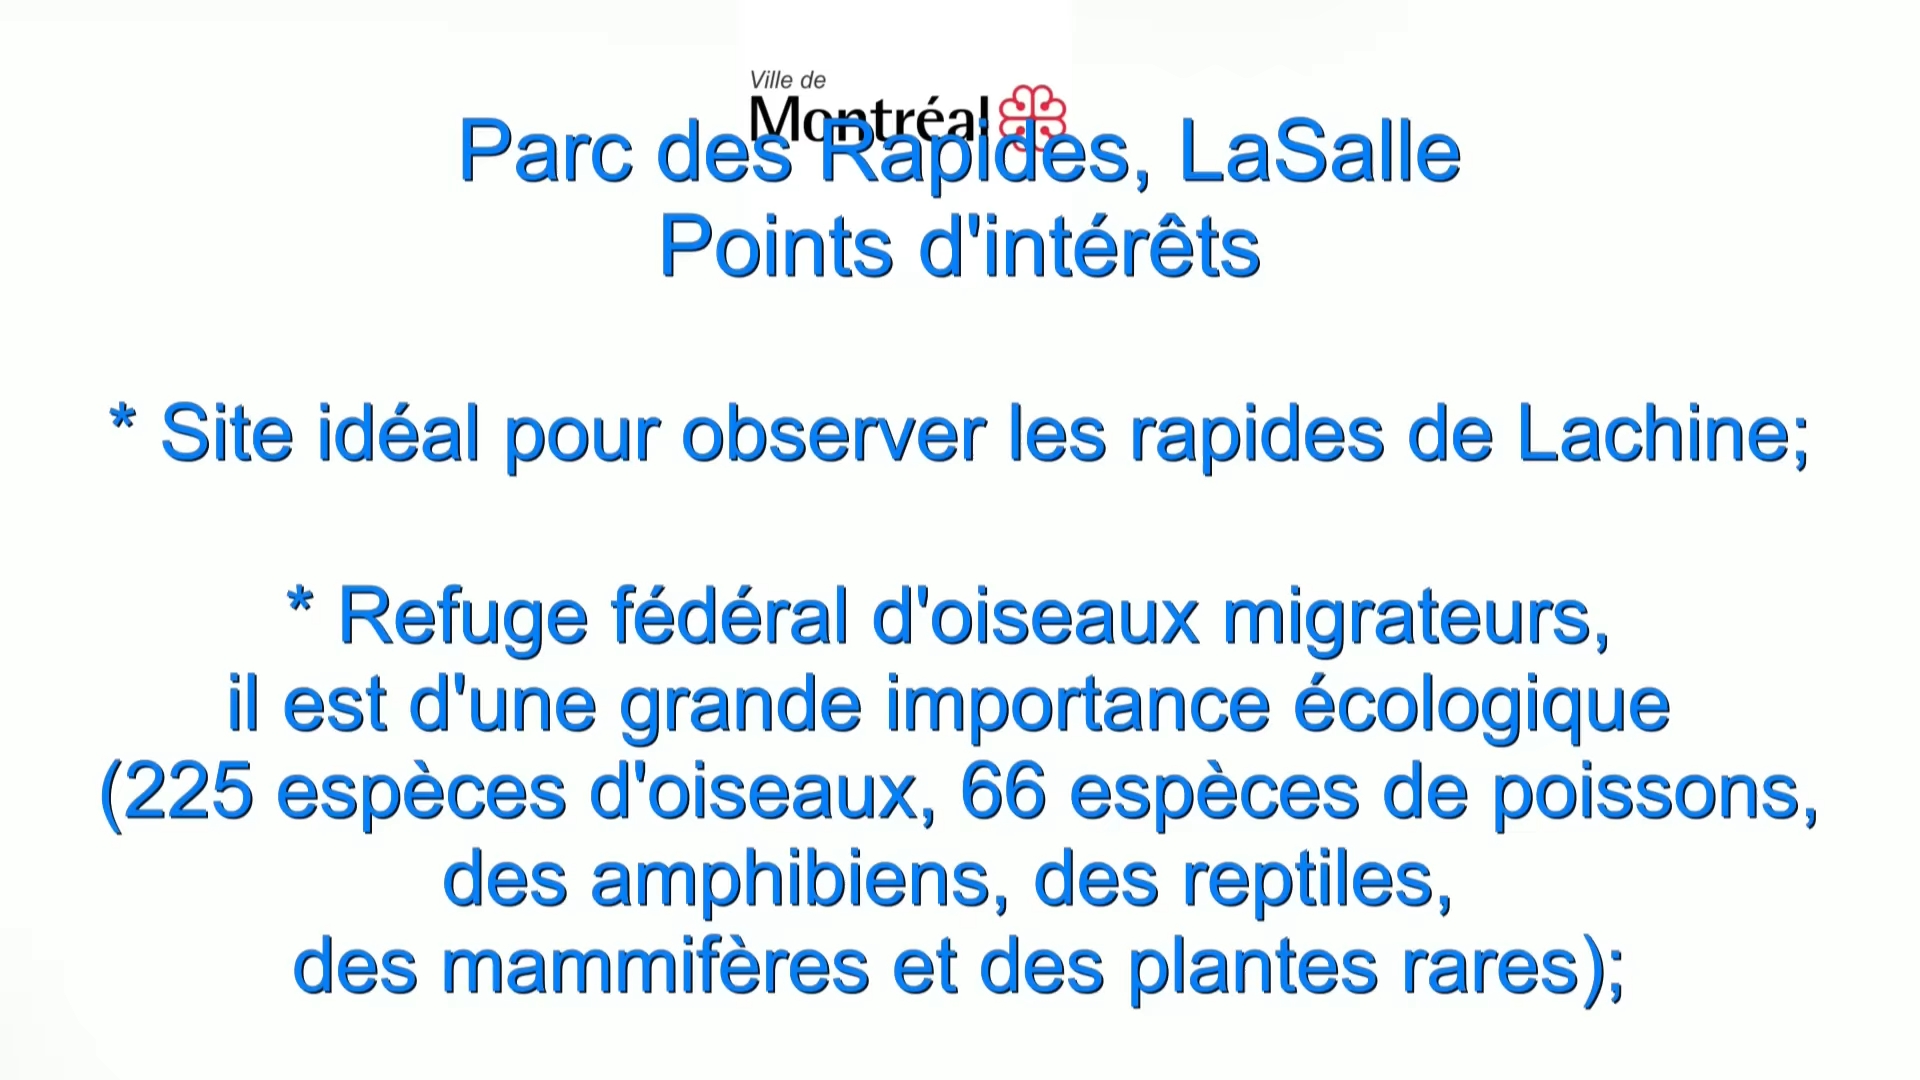 Ville de
Montréal
Parc des Rapides, LaSalle
Points d'intérêts
* Site idéal pour observer les rapides de Lachine;
* Refuge fédéral d'oiseaux migrateurs,
il est d'une grande importance écologique
(225 espèces d'oiseaux, 66 espèces de poissons,
des amphibiens, des reptiles,
des mammifères et des plantes rares);